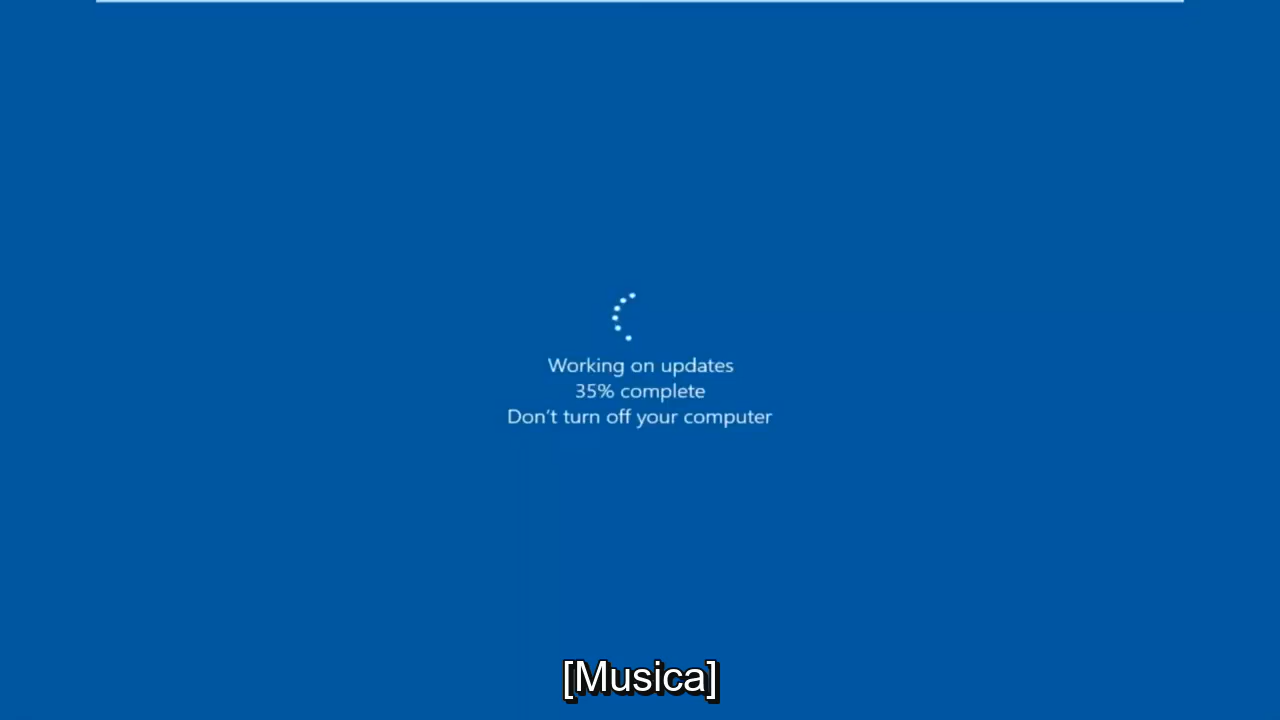 Working on updates
35% complete
Don't turn off your computer
[Musica]